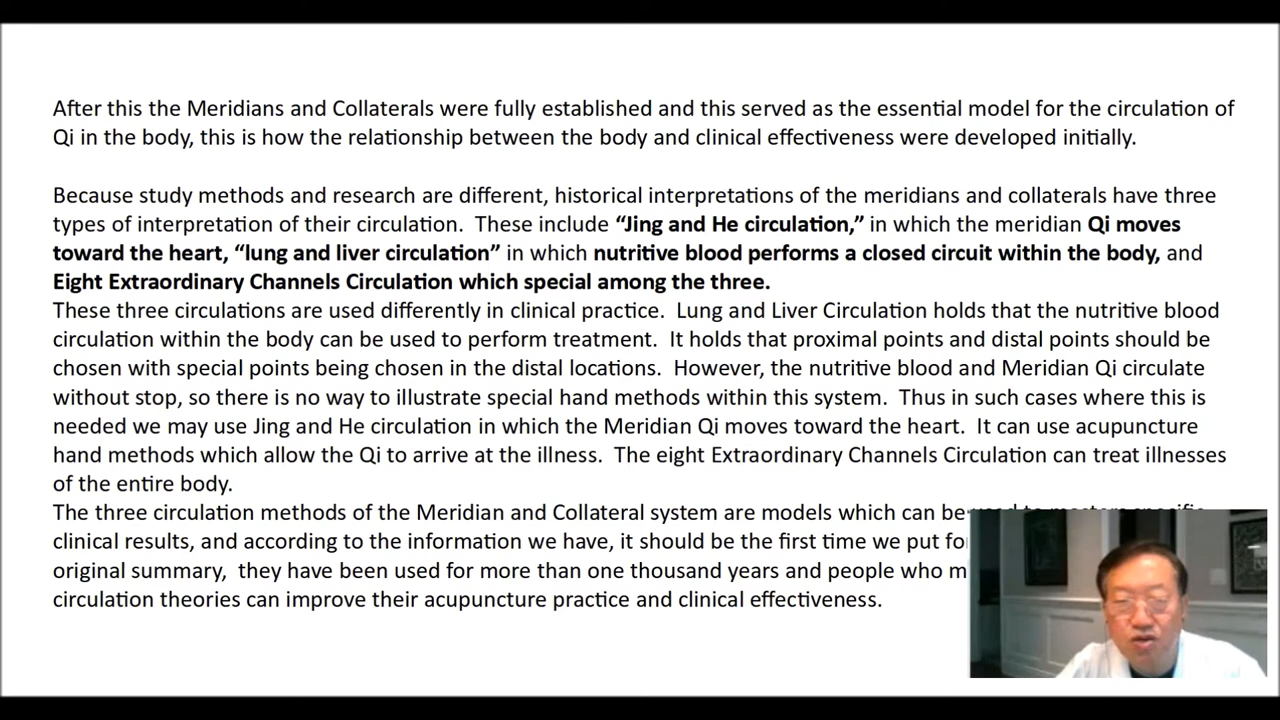 After this the Meridians and Collaterals were fully established and this served as the essential model for the circulation of
Qi in the body, this is how the relationship between the body and clinical effectiveness were developed initially.
Because study methods and research are different, historical interpretations of the meridians and collaterals have three
types of interpretation of their circulation. These include “Jing and He circulation,” in which the meridian Qi moves
toward the heart, “lung and liver circulation” in which nutritive blood performs a closed circuit within the body, and
Eight Extraordinary Channels Circulation which special among the three.
These three circulations are used differently in clinical practice. Lung and Liver Circulation holds that the nutritive blood
circulation within the body can be used to perform treatment. It holds that proximal points and distal points should be
chosen with special points being chosen in the distal locations. However, the nutritive blood and Meridian Qi circulate
without stop, so there is no way to illustrate special hand methods within this system. Thus in such cases where this is
needed we may use Jing and He circulation in which the Meridian Qi moves toward the heart. It can use acupuncture
hand methods which allow the Qi to arrive at the illness. The eight Extraordinary Channels Circulation can treat illnesses
of the entire body.
The three circulation methods of the Meridian and Collateral system are models which can be
clinical results, and according to the information we have, it should be the first time we put
original summary, they have been used for more than one thousand years and people who
circulation theories can improve their acupuncture practice and clinical effectiveness.